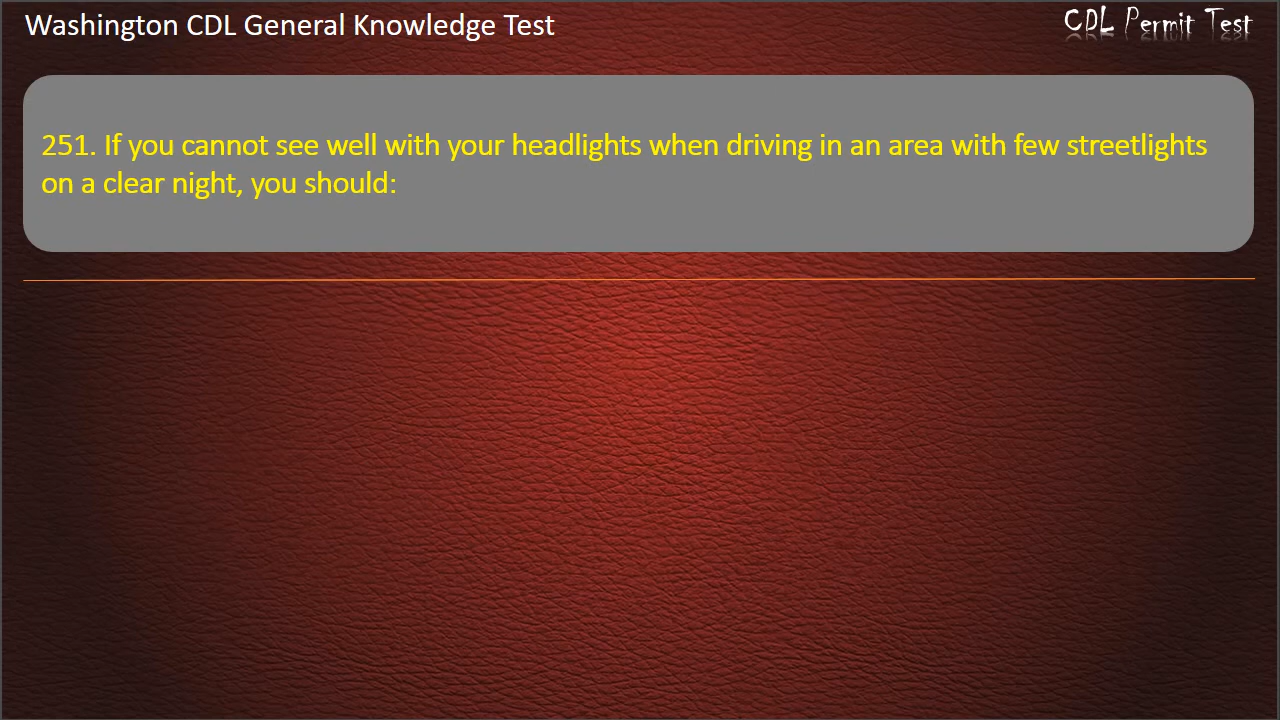 Washington CDL General Knowledge Test
CDL Permit Test
251. If you cannot see well with your headlights when driving in an area with few streetlights
on a clear night, you should: